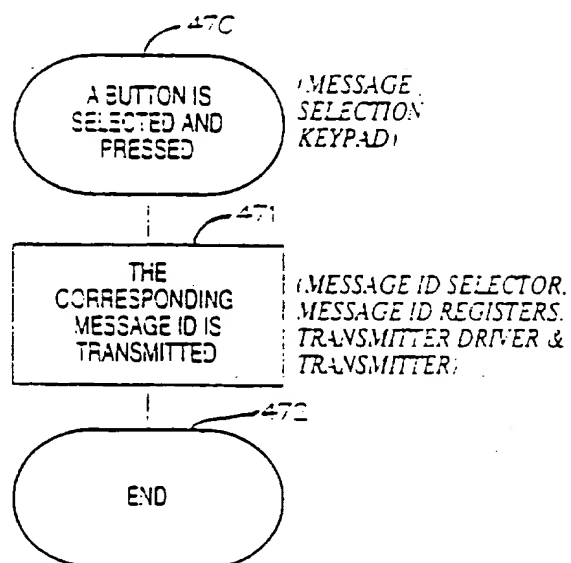 470
A BUTTON IS
SELECTED AND
PRESSED
(MESSAGE
SELECTION
KEYPAD)
471
THE
CORRESPONDING
MESSAGE ID IS
TRANSMITTED
(MESSAGE ID SELECTOR,
MESSAGE ID REGISTERS,
TRANSMITTER DRIVER &
TRANSMITTER)
472
END